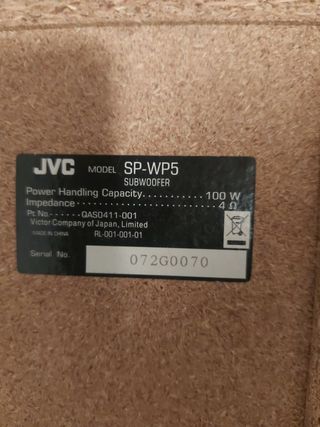 JVC MODEL SP-WP5
SUBWOOFER
Power Handling Capacity............100 W
Impedance..............................4 Ω
Pt. No.------QAS0411-001
Victor Company of Japan, Limited
MADE IN CHINA RL-001-001-01
Serial No. 072G0070